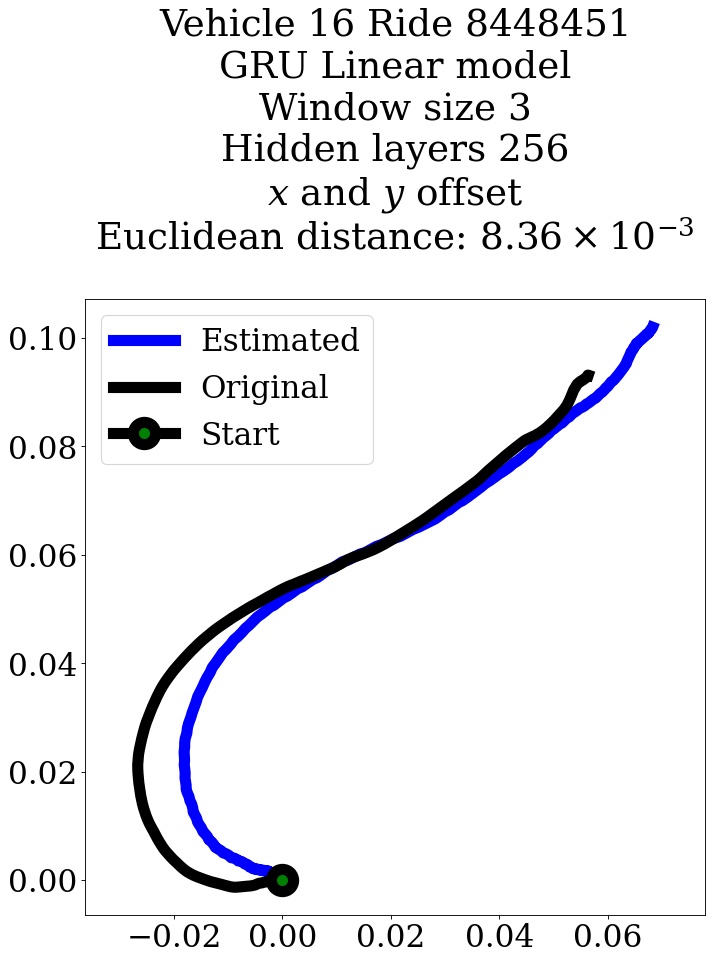 Vehicle 16 Ride 8448451
GRU Linear model
Window size 3
Hidden layers 256
x and y offset
Euclidean distance: 8.36 × 10⁻³
Estimated
Original
Start
0.10
0.08
0.06
0.04
0.02
0.00
−0.02 0.00 0.02 0.04 0.06